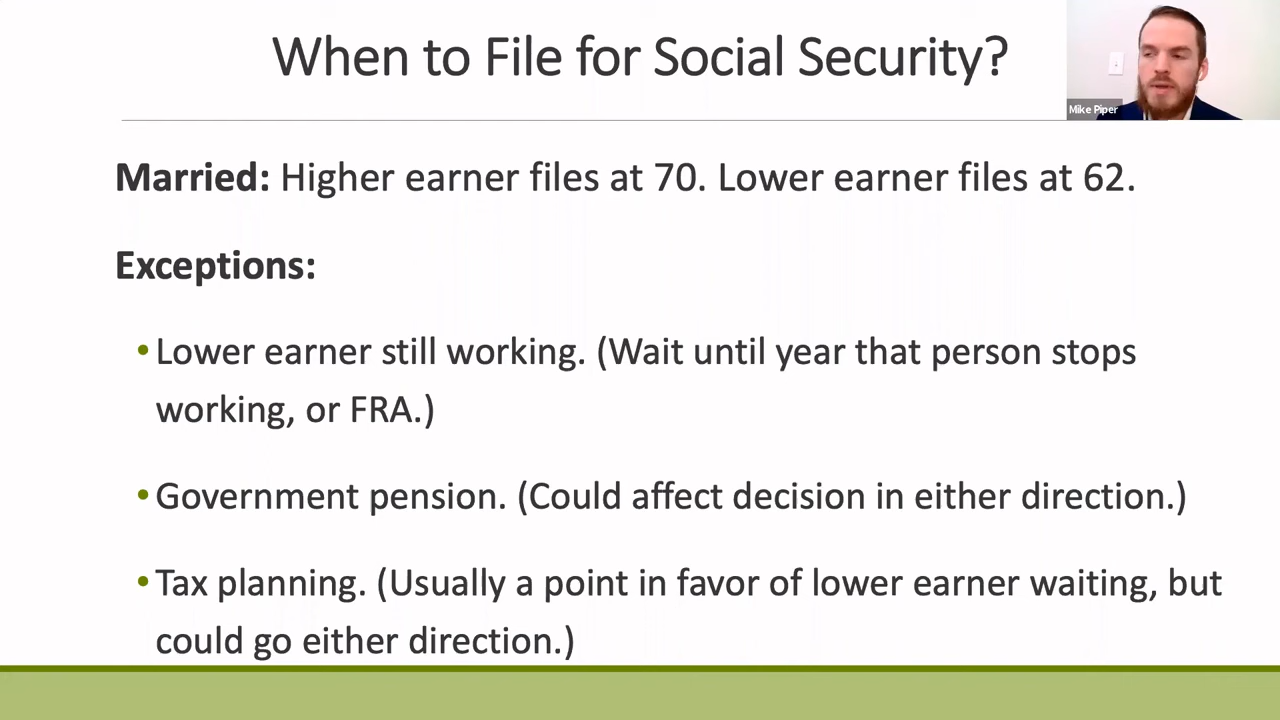 When to File for Social Security?
Mike Piper
Married: Higher earner files at 70. Lower earner files at 62.
Exceptions:
•Lower earner still working. (Wait until year that person stops
working, or FRA.)
•Government pension. (Could affect decision in either direction.)
•Tax planning. (Usually a point in favor of lower earner waiting, but
could go either direction.)